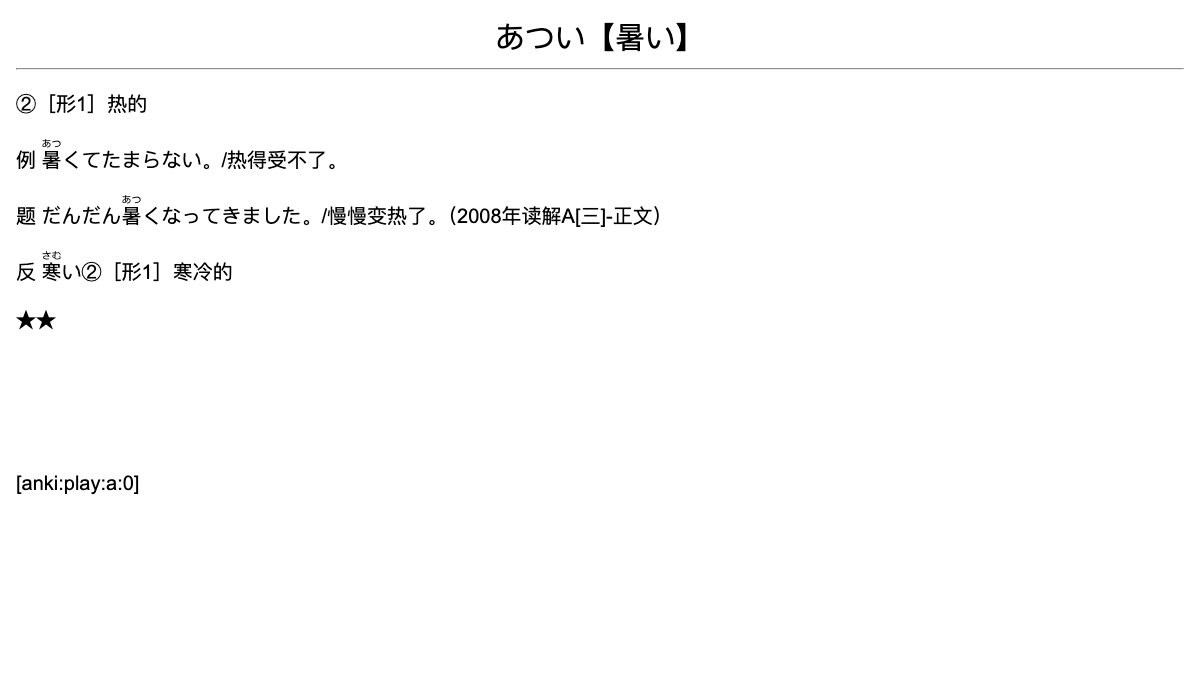 あつい【暑い】
②［形1］热的
例 暑くてたまらない。/热得受不了。
あつ
题 だんだん暑くなってきました。/慢慢变热了。（2008年读解A[三]-正文）
あつ
反 寒い②［形1］寒冷的
さむ
★★
[anki:play:a:0]